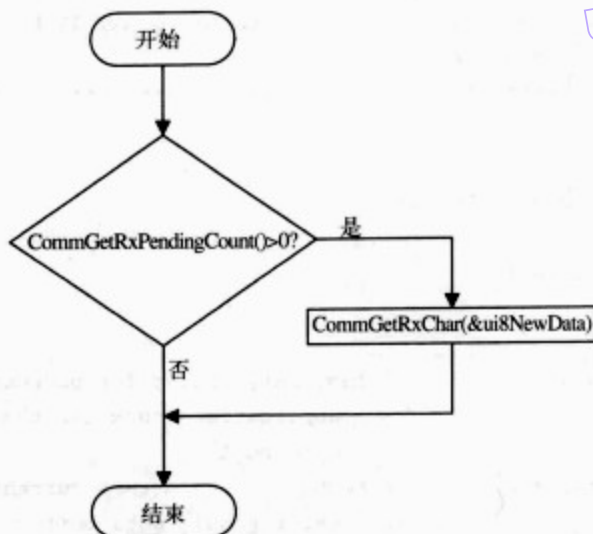 开始
CommGetRxPendingCount()>0?
是
CommGetRxChar(&ui8NewData)
否
结束